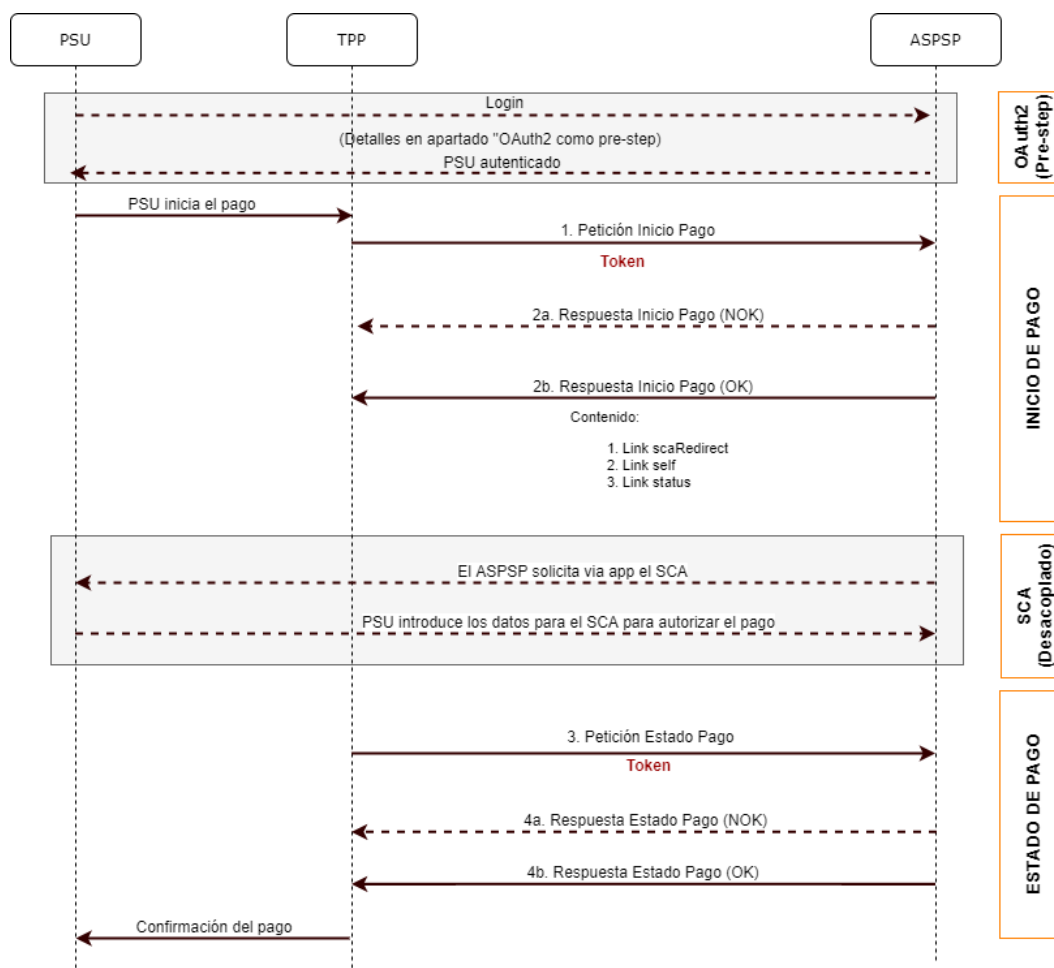 PSU
TPP
ASPSP
Login
(Detalles en apartado "OAuth2 como pre-step)
PSU autenticado
OAuth2
(Pre-step)
PSU inicia el pago
1. Petición Inicio Pago
Token
2a. Respuesta Inicio Pago (NOK)
2b. Respuesta Inicio Pago (OK)
Contenido:
1. Link scaRedirect
2. Link self
3. Link status
INICIO DE PAGO
El ASPSP solicita via app el SCA
PSU introduce los datos para el SCA para autorizar el pago
SCA
(Desacoplado)
3. Petición Estado Pago
Token
4a. Respuesta Estado Pago (NOK)
4b. Respuesta Estado Pago (OK)
Confirmación del pago
ESTADO DE PAGO